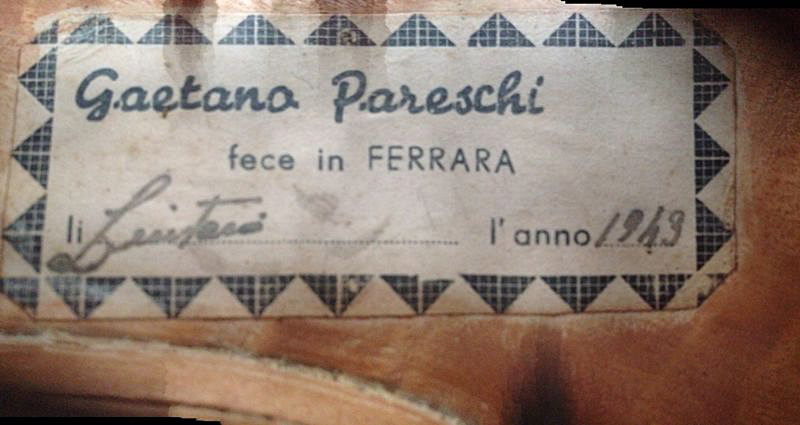 Gaetano Pareschi
fece in FERRARA
li l'anno 1943